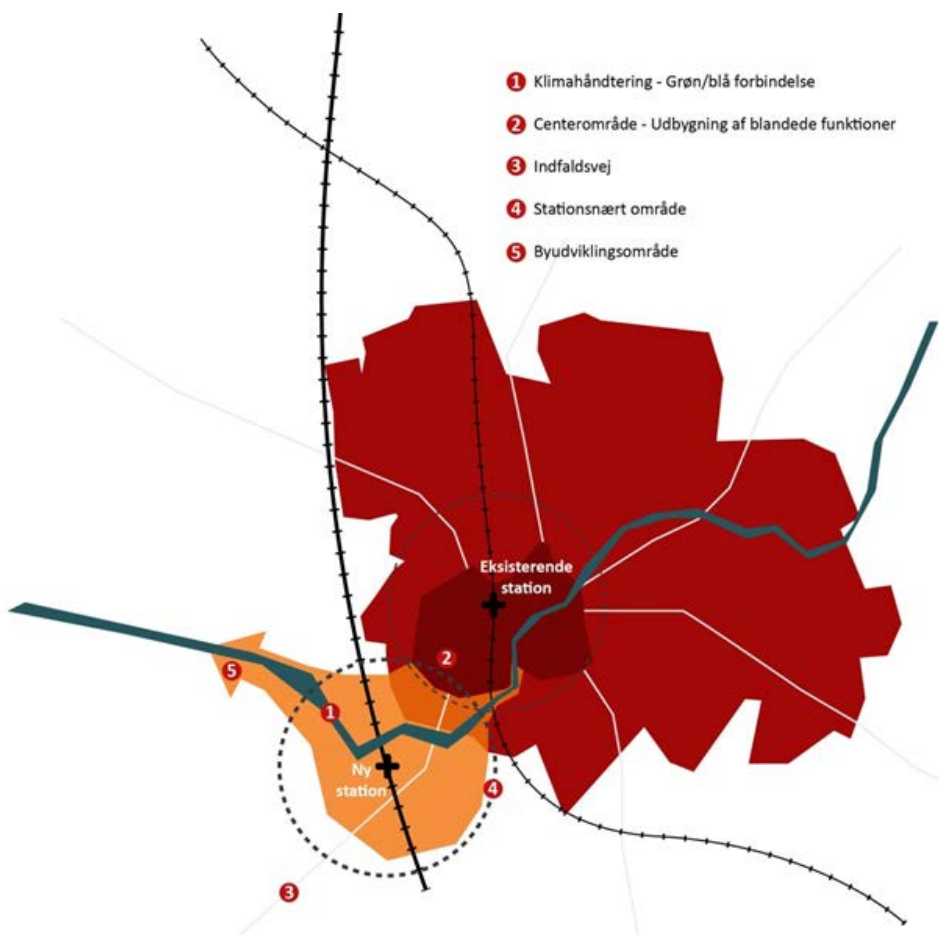 1 Klimahåndtering - Grøn/blå forbindelse
2 Centerområde - Udbygning af blandede funktioner
3 Indfaldsvej
4 Stationsnært område
5 Byudviklingsområde
Eksisterende
station
2
5
1
Ny
station
4
3